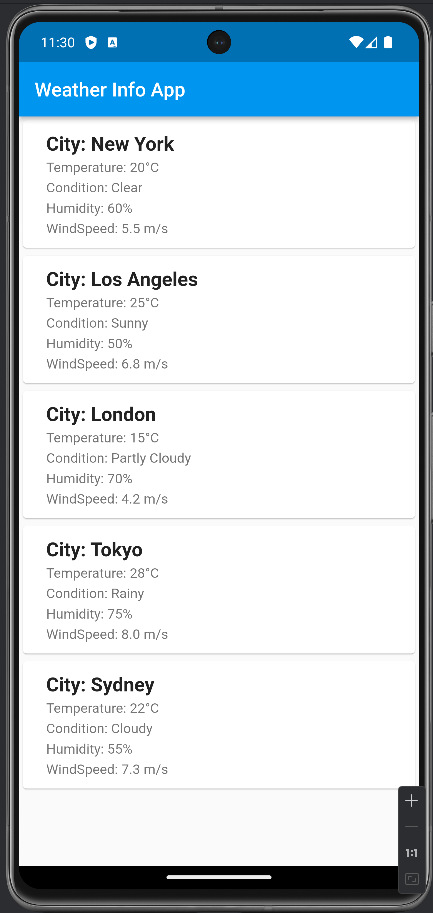 11:30
Weather Info App
City: New York
Temperature: 20°C
Condition: Clear
Humidity: 60%
WindSpeed: 5.5 m/s
City: Los Angeles
Temperature: 25°C
Condition: Sunny
Humidity: 50%
WindSpeed: 6.8 m/s
City: London
Temperature: 15°C
Condition: Partly Cloudy
Humidity: 70%
WindSpeed: 4.2 m/s
City: Tokyo
Temperature: 28°C
Condition: Rainy
Humidity: 75%
WindSpeed: 8.0 m/s
City: Sydney
Temperature: 22°C
Condition: Cloudy
Humidity: 55%
WindSpeed: 7.3 m/s
1:1